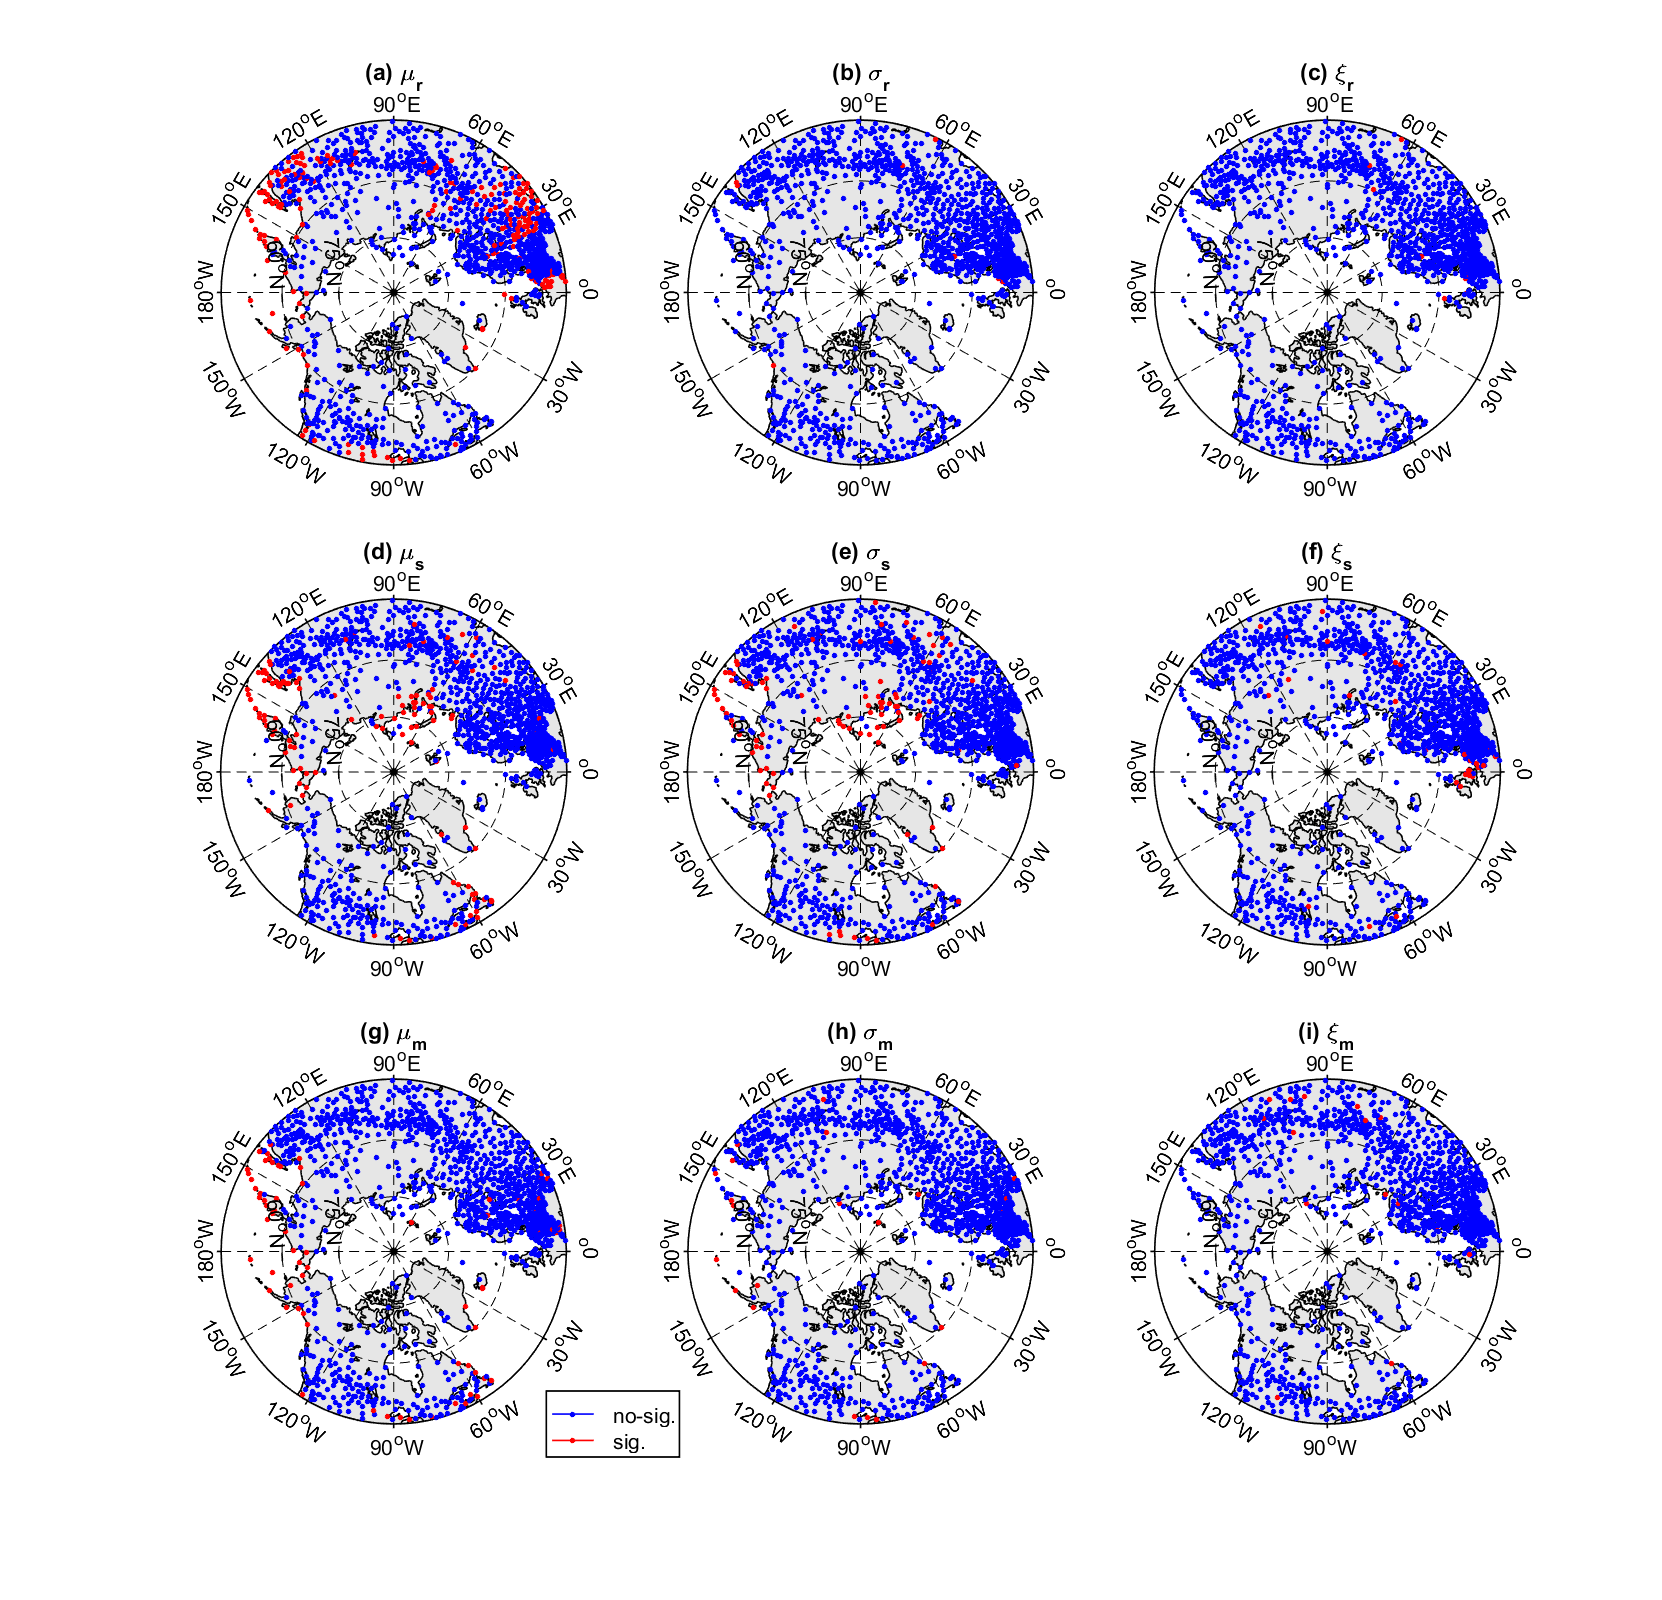 (a) μr
90°E
120°E
60°E
150°E
30°E
60°N
75°N
180°W
0°
150°W
30°W
120°W
60°W
90°W
(b) σr
90°E
120°E
60°E
150°E
30°E
60°N
75°N
180°W
0°
150°W
30°W
120°W
60°W
90°W
(c) ξr
90°E
120°E
60°E
150°E
30°E
60°N
75°N
180°W
0°
150°W
30°W
120°W
60°W
90°W
(d) μs
90°E
120°E
60°E
150°E
30°E
60°N
75°N
180°W
0°
150°W
30°W
120°W
60°W
90°W
(e) σs
90°E
120°E
60°E
150°E
30°E
60°N
75°N
180°W
0°
150°W
30°W
120°W
60°W
90°W
(f) ξs
90°E
120°E
60°E
150°E
30°E
60°N
75°N
180°W
0°
150°W
30°W
120°W
60°W
90°W
(g) μm
90°E
120°E
60°E
150°E
30°E
60°N
75°N
180°W
0°
150°W
30°W
120°W
60°W
90°W
(h) σm
90°E
120°E
60°E
150°E
30°E
60°N
75°N
180°W
0°
150°W
30°W
120°W
60°W
90°W
(i) ξm
90°E
120°E
60°E
150°E
30°E
60°N
75°N
180°W
0°
150°W
30°W
120°W
60°W
90°W
no-sig.
sig.